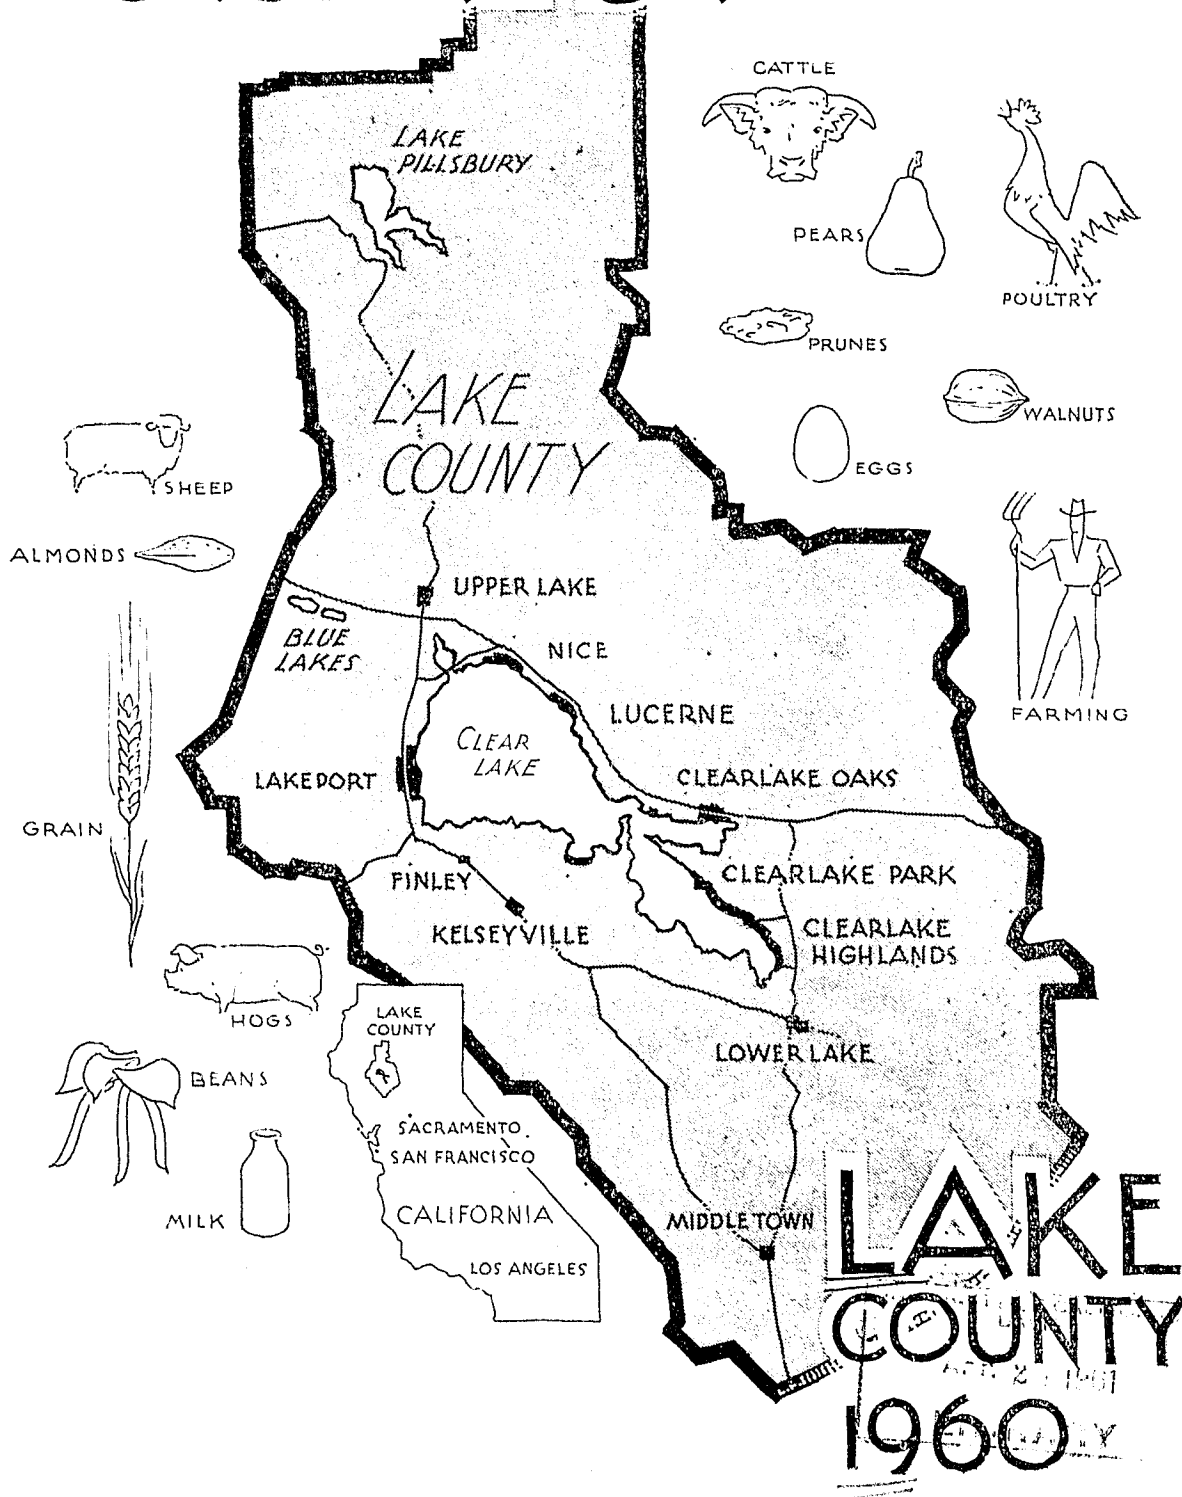 CATTLE
LAKE
PILLSBURY
PEARS
POULTRY
PRUNES
LAKE
COUNTY
WALNUTS
EGGS
SHEEP
ALMONDS
UPPER LAKE
BLUE
LAKES
NICE
FARMING
LUCERNE
CLEAR
LAKE
LAKEPORT
CLEARLAKE OAKS
GRAIN
FINLEY
CLEARLAKE PARK
KELSEYVILLE
CLEARLAKE
HIGHLANDS
HOGS
LAKE
COUNTY
LOWER LAKE
BEANS
SACRAMENTO
SAN FRANCISCO
MILK
CALIFORNIA
MIDDLETOWN
LOS ANGELES
LAKE
COUNTY
1960